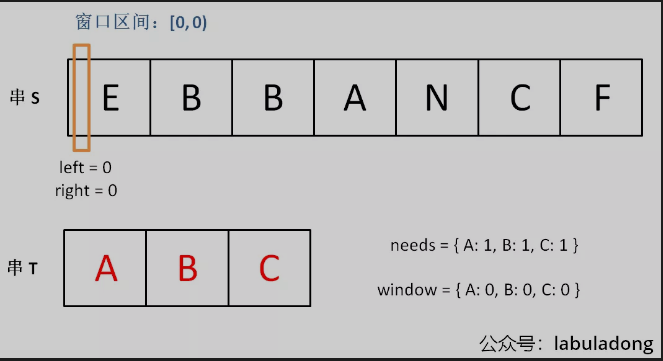 窗口区间：[0, 0)
串 S
E B B A N C F
left = 0
right = 0
串 T
A B C
needs = { A: 1, B: 1, C: 1 }
window = { A: 0, B: 0, C: 0 }
公众号：labuladong